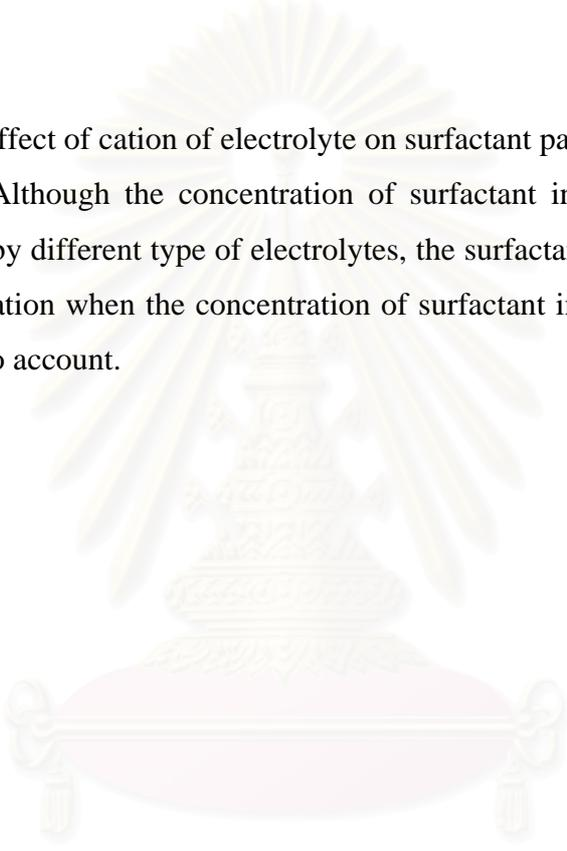 ffect of cation of electrolyte on surfactant pa
Although the concentration of surfactant in
by different type of electrolytes, the surfacta
ation when the concentration of surfactant i
o account.